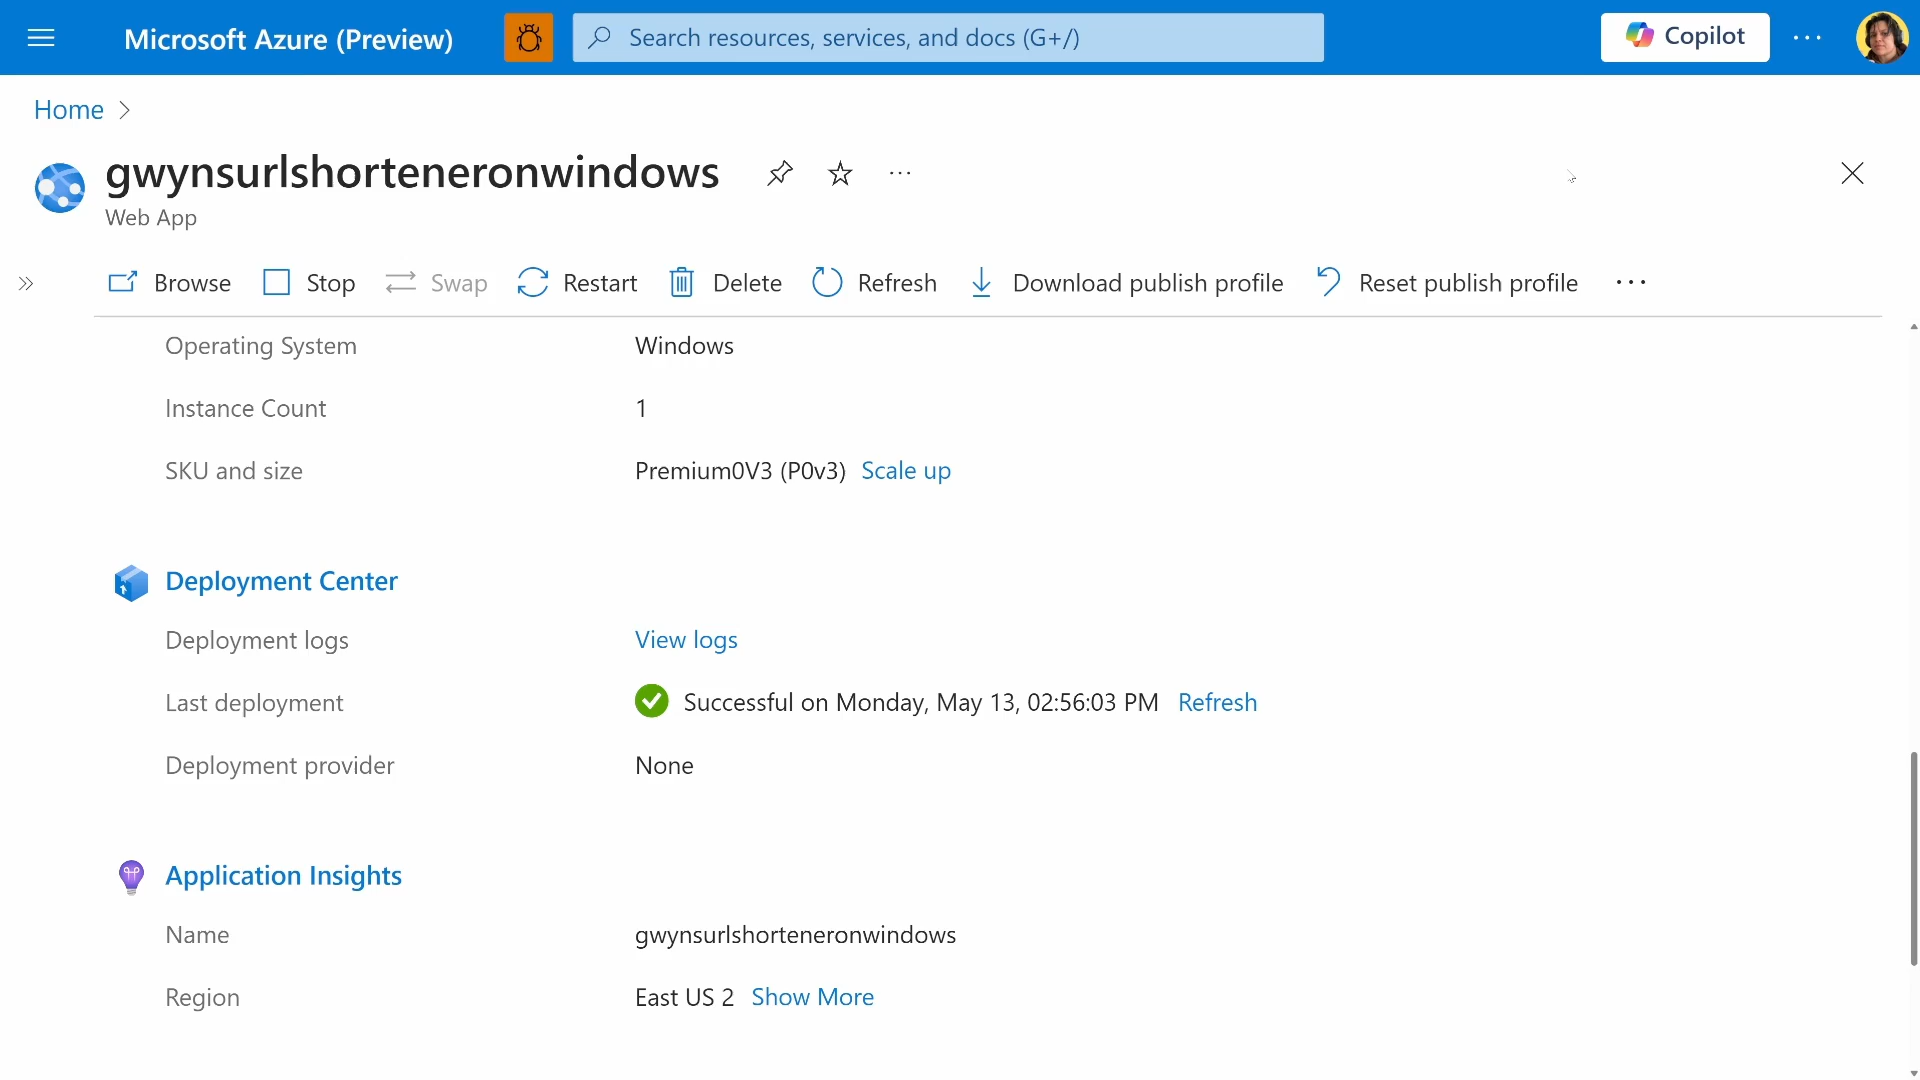 Microsoft Azure (Preview)
Search resources, services, and docs (G+/)
Copilot
Home
gwynsurlshorteneronwindows
Web App
Browse Stop Swap Restart Delete Refresh Download publish profile Reset publish profile
Operating System Windows
Instance Count 1
SKU and size Premium0V3 (P0v3) Scale up
Deployment Center
Deployment logs View logs
Last deployment Successful on Monday, May 13, 02:56:03 PM Refresh
Deployment provider None
Application Insights
Name gwynsurlshorteneronwindows
Region East US 2 Show More